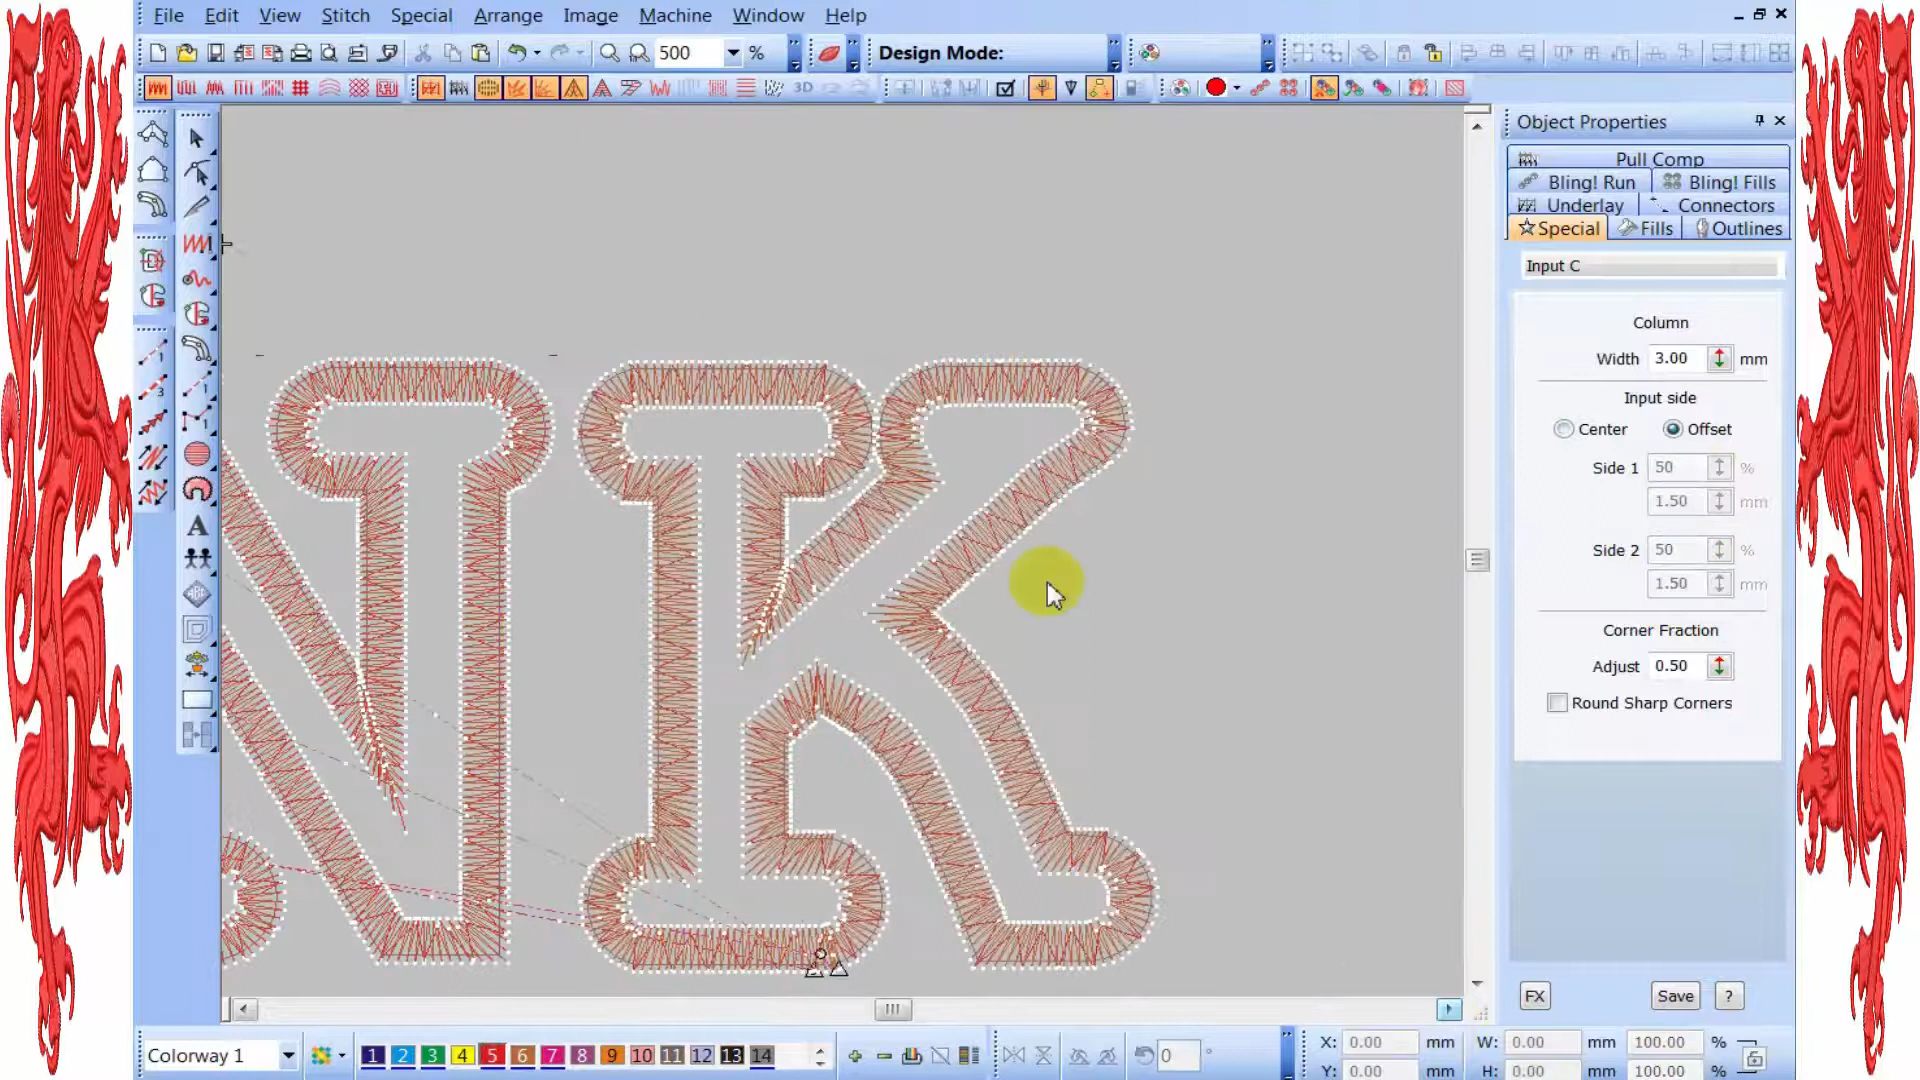 File Edit View Stitch Special Arrange Image Machine Window Help
500 % Design Mode:
3D
Object Properties
Pull Comp
Bling! Run Bling! Fills
Underlay Connectors
Special Fills Outlines
Input C
Column
Width 3.00 mm
Input side
Center Offset
Side 1 50 %
1.50 mm
Side 2 50 %
1.50 mm
Corner Fraction
Adjust 0.50
Round Sharp Corners
NK
FX Save ?
Colorway 1 1 2 3 4 5 6 7 8 9 10 11 12 13 14 0 ° X: 0.00 mm W: 0.00 mm 100.00 %
Y: 0.00 mm H: 0.00 mm 100.00 %